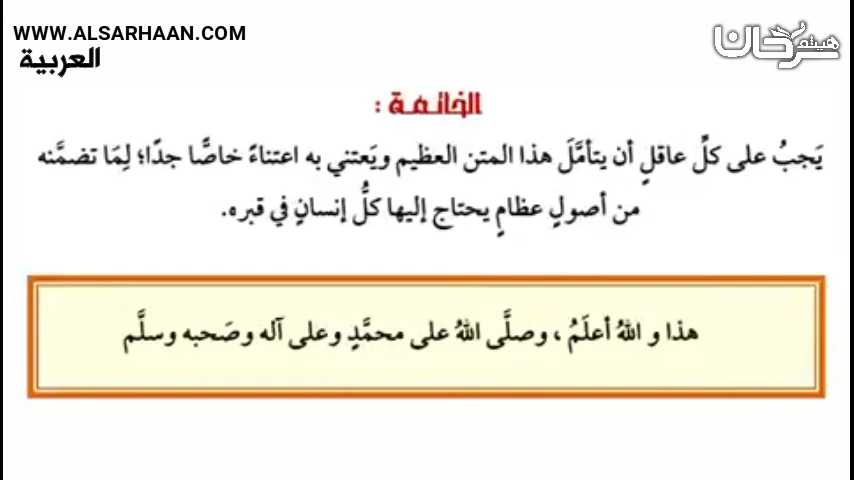 WWW.ALSARHAAN.COM
العربية
هيثم سرحان
الخاتمة :
يَجبُ على كلِّ عاقلٍ أن يتأمَّلَ هذا المتن العظيم ويَعتني به اعتناءً خاصًّا جدًا؛ لِمَا تضمَّنه
من أصولٍ عظامٍ يحتاج إليها كلُّ إنسانٍ في قبره.
هذا و اللهُ أعلَمُ ، وصلَّى اللهُ على محمَّدٍ وعلى آله وصَحبه وسلَّم